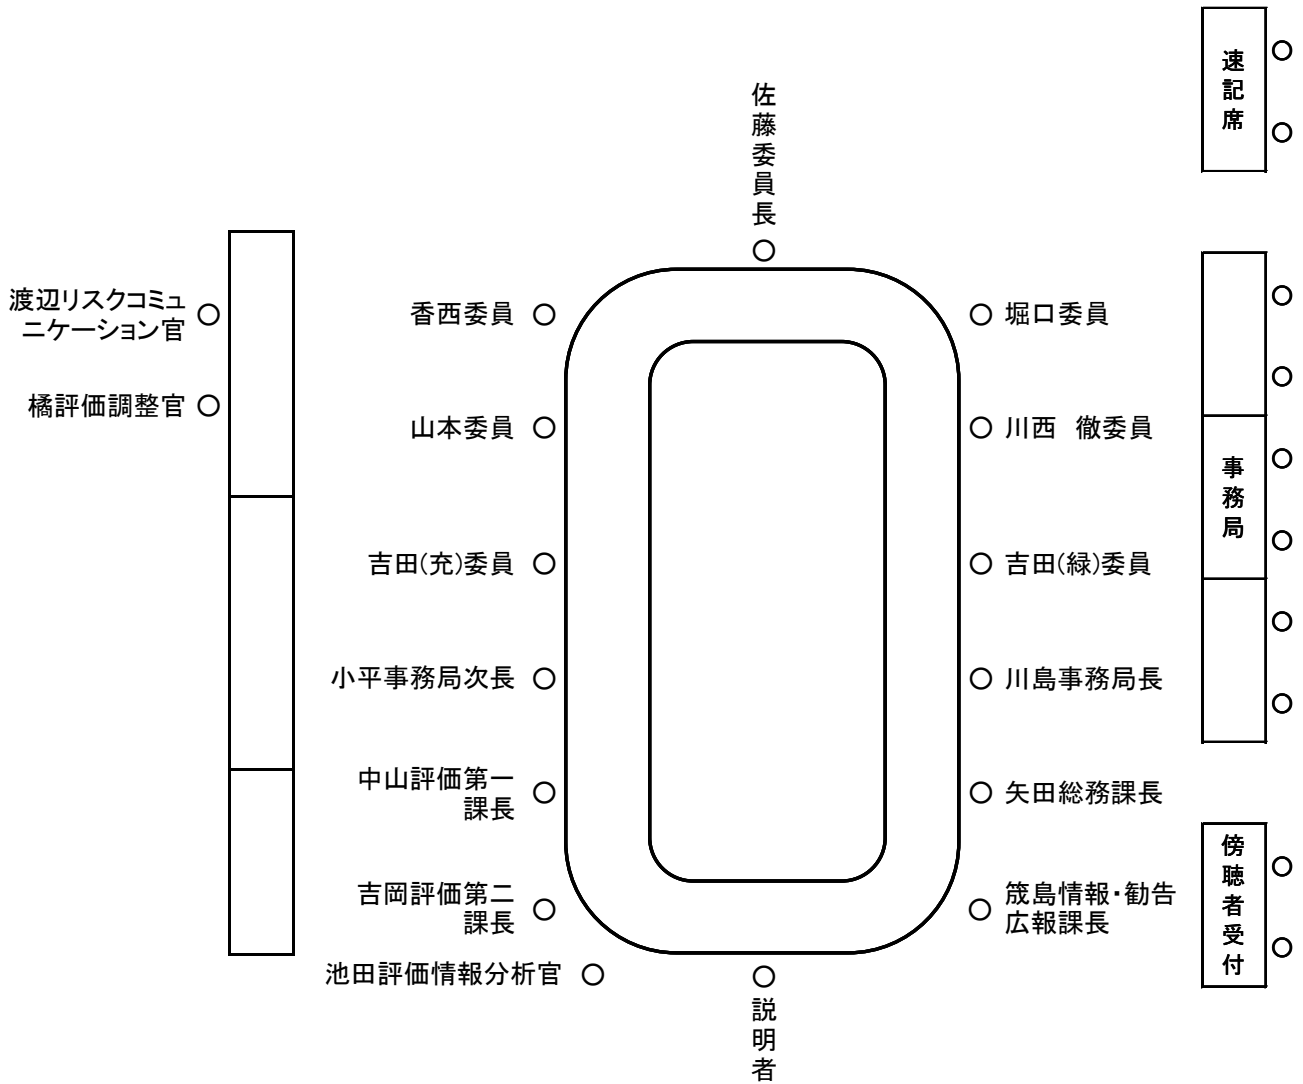 速記席
佐藤委員長
渡辺リスクコミュ
ニケーション官
香西委員
堀口委員
橘評価調整官
山本委員
川西　徹委員
事務局
吉田(充)委員
吉田(緑)委員
小平事務局次長
川島事務局長
中山評価第一
課長
矢田総務課長
吉岡評価第二
課長
筬島情報・勧告
広報課長
傍聴者受付
池田評価情報分析官
説明者